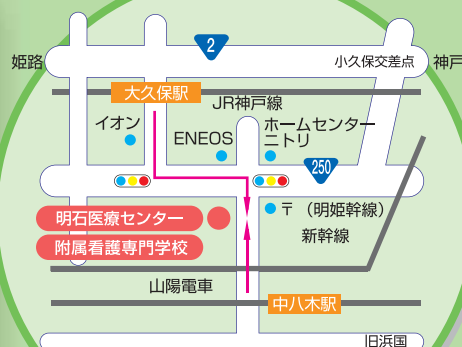 2
姫路
小久保交差点
神戸
大久保駅
JR神戸線
イオン
ENEOS
ホームセンター
ニトリ
250
明石医療センター
〒（明姫幹線）
附属看護専門学校
新幹線
山陽電車
中八木駅
旧浜国